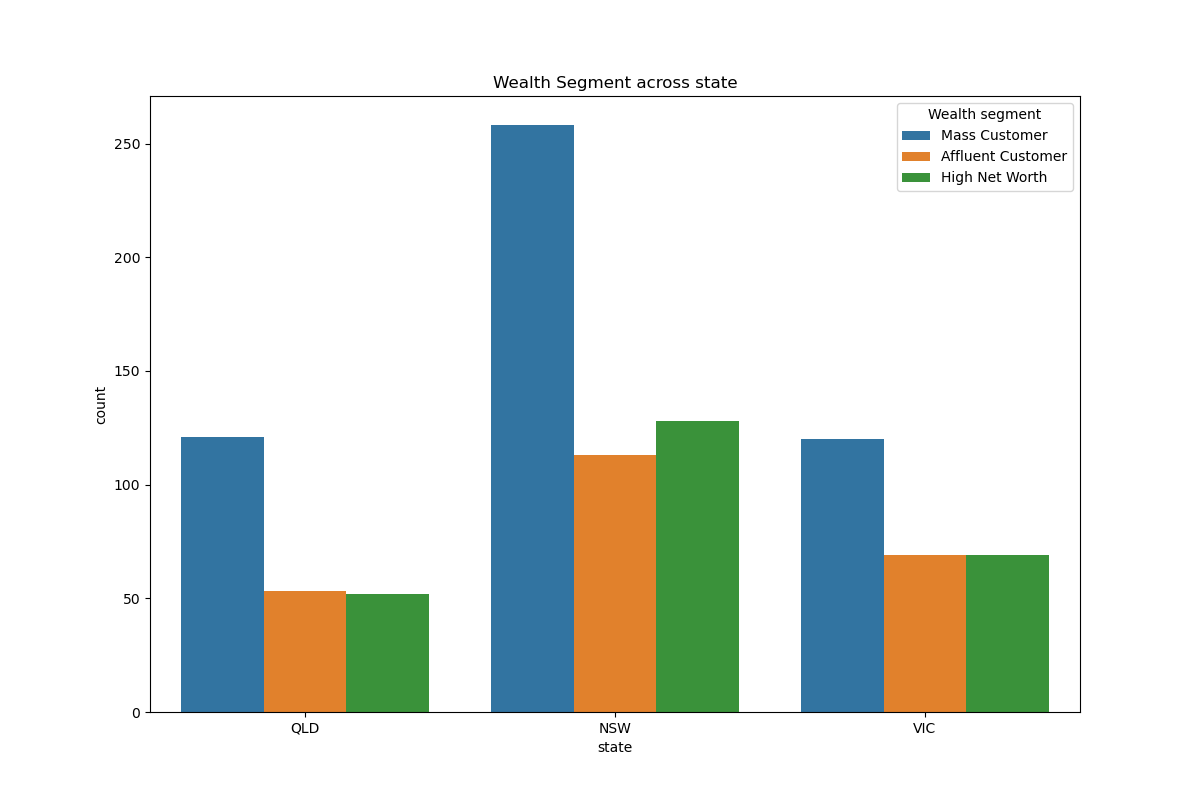 Wealth Segment across state
Wealth segment
Mass Customer
Affluent Customer
High Net Worth
250
200
150
100
50
0
count
QLD
NSW
VIC
state